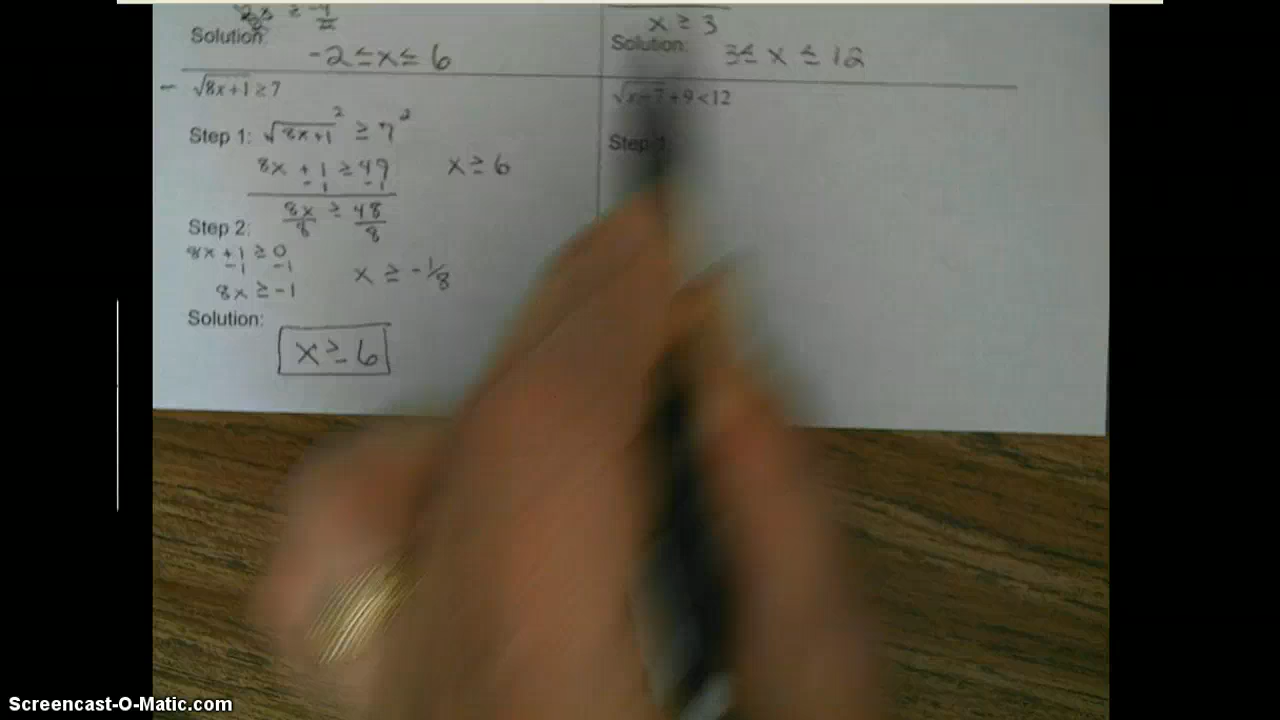 Solution:
-2 ≤ x ≤ 6
x ≥ 3
Solution:
3 ≤ x ≤ 12
√8x+1 ≥ 7
Step 1: √8x+1² ≥ 7²
8x + 1 ≥ 49
-1 -1
8x/8 ≥ 48/8
x ≥ 6
Step 2:
8x + 1 ≥ 0
-1 -1
8x ≥ -1
x ≥ -1/8
Solution:
x ≥ 6
√x-7+9<12
Step 1:
Screencast-O-Matic.com